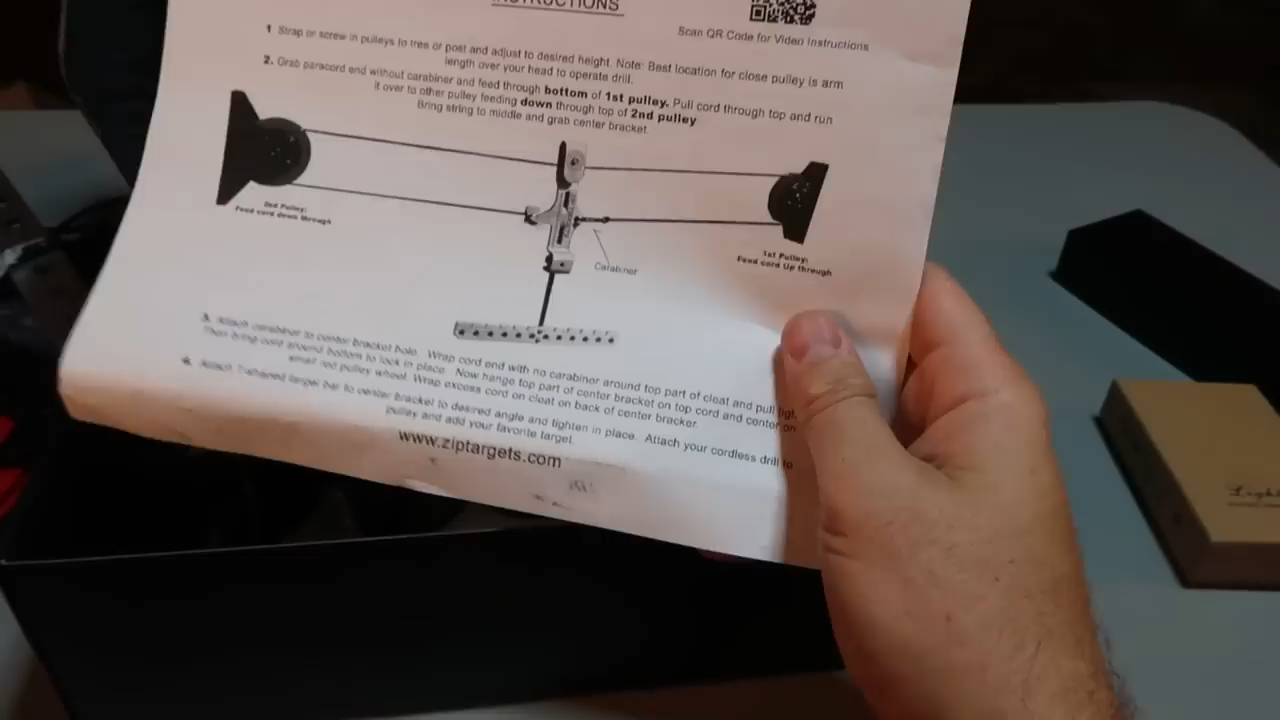 INSTRUCTIONS
Scan QR Code for Video Instructions
1 Strap or screw in pulleys to tree or post and adjust to desired height. Note: Best location for close pulley is arm
length over your head to operate drill.
2. Grab paracord end without carabiner and feed through bottom of 1st pulley. Pull cord through top and run
it over to other pulley feeding down through top of 2nd pulley
Bring string to middle and grab center bracket.
2nd Pulley:
Feed cord down through
1st Pulley:
Feed cord Up through
Carabiner
3. Attach carabiner to center bracket hole. Wrap cord end with no carabiner around top part of cleat and pull tigt.
Then bring cord around bottom to lock in place. Now hange top part of center bracket on top cord and center on
small red pulley wheel. Wrap excess cord on cleat on back of center bracker.
4. Attach T-shaped target bar to center bracket to desired angle and tighten in place. Attach your cordless drill to
pulley and add your favorite target.
www.ziptargets.com